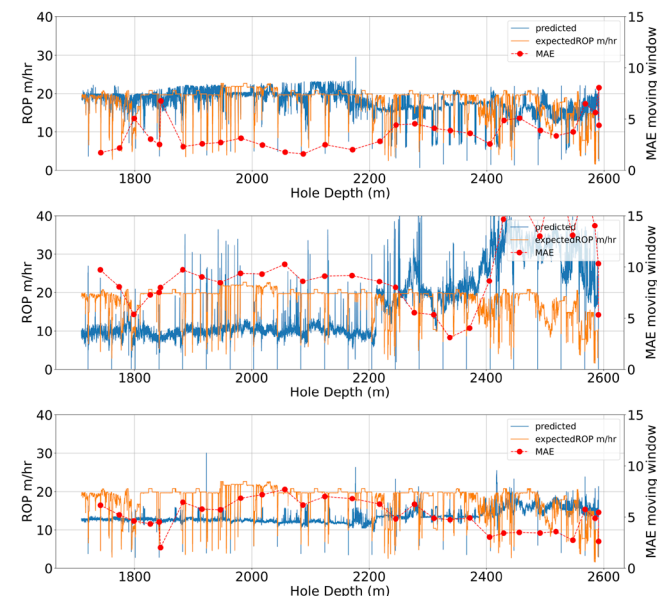 40
30
20
10
0
ROP m/hr
1800
2000
2200
2400
2600
Hole Depth (m)
15
10
5
0
MAE moving window
predicted
expectedROP m/hr
MAE
40
30
20
10
0
ROP m/hr
1800
2000
2200
2400
2600
Hole Depth (m)
15
10
5
0
MAE moving window
predicted
expectedROP m/hr
MAE
40
30
20
10
0
ROP m/hr
1800
2000
2200
2400
2600
Hole Depth (m)
15
10
5
0
MAE moving window
predicted
expectedROP m/hr
MAE